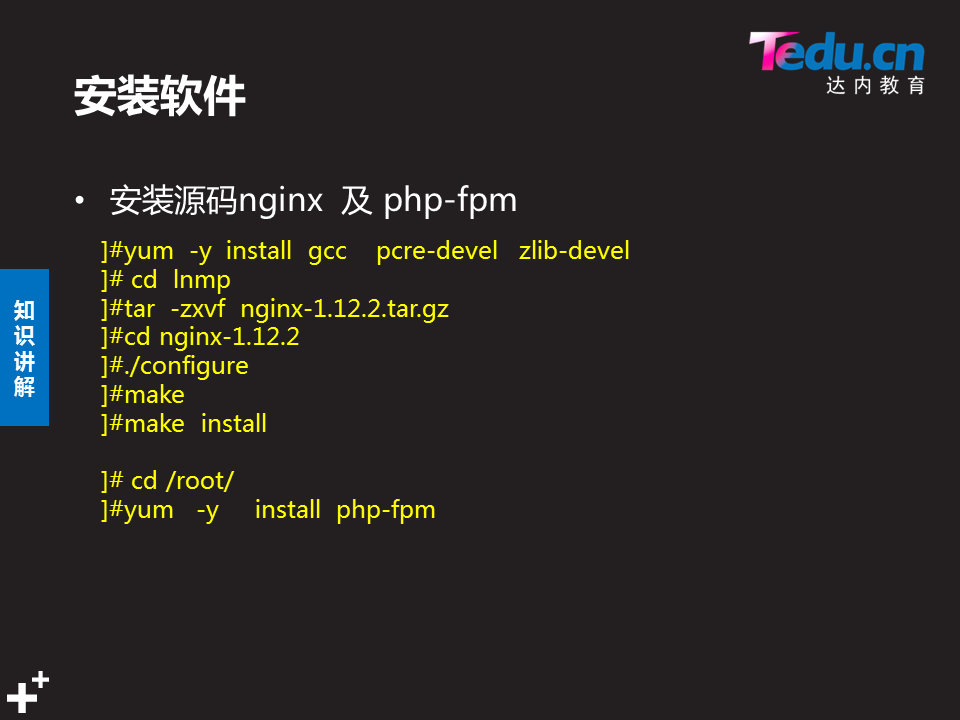 Tedu.cn
达内教育
安装软件
• 安装源码nginx 及 php-fpm
]#yum -y install gcc pcre-devel zlib-devel
]# cd lnmp
]#tar -zxvf nginx-1.12.2.tar.gz
]#cd nginx-1.12.2
]#./configure
]#make
]#make install
]# cd /root/
]#yum -y install php-fpm
知
识
讲
解